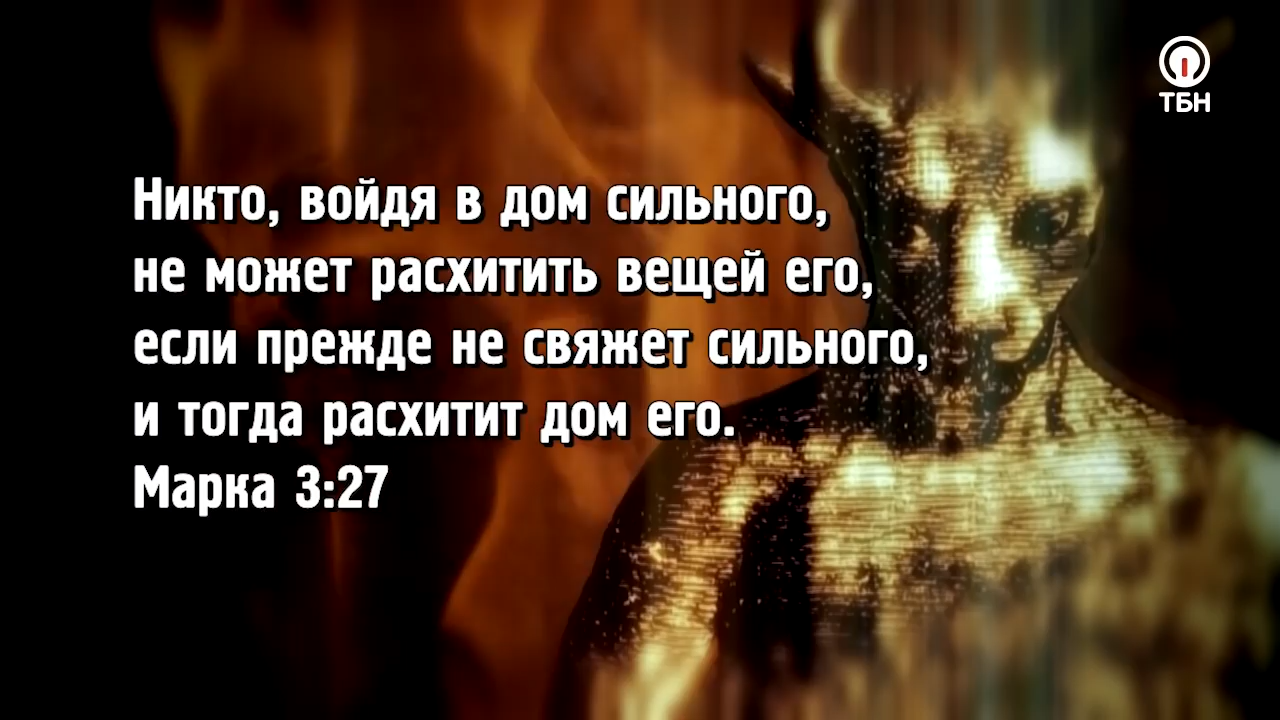 ТБН
Никто, войдя в дом сильного,
не может расхитить вещей его,
если прежде не свяжет сильного,
и тогда расхитит дом его.
Марка 3:27